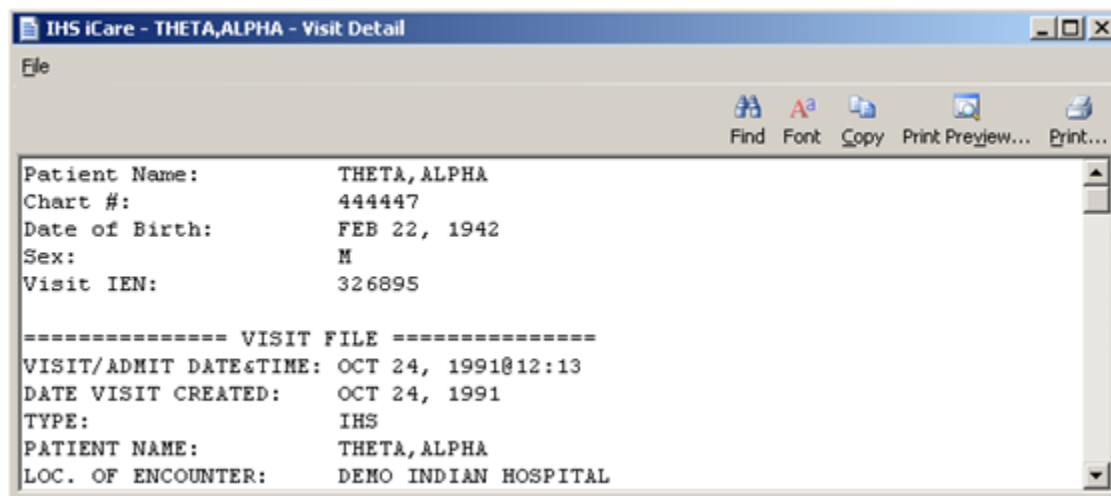 IHS iCare - THETA,ALPHA - Visit Detail
File
Find Font Copy Print Preview... Print...
Patient Name: THETA,ALPHA
Chart #: 444447
Date of Birth: FEB 22, 1942
Sex: M
Visit IEN: 326895
=============== VISIT FILE ===============
VISIT/ADMIT DATE&TIME: OCT 24, 1991@12:13
DATE VISIT CREATED: OCT 24, 1991
TYPE: IHS
PATIENT NAME: THETA,ALPHA
LOC. OF ENCOUNTER: DEMO INDIAN HOSPITAL